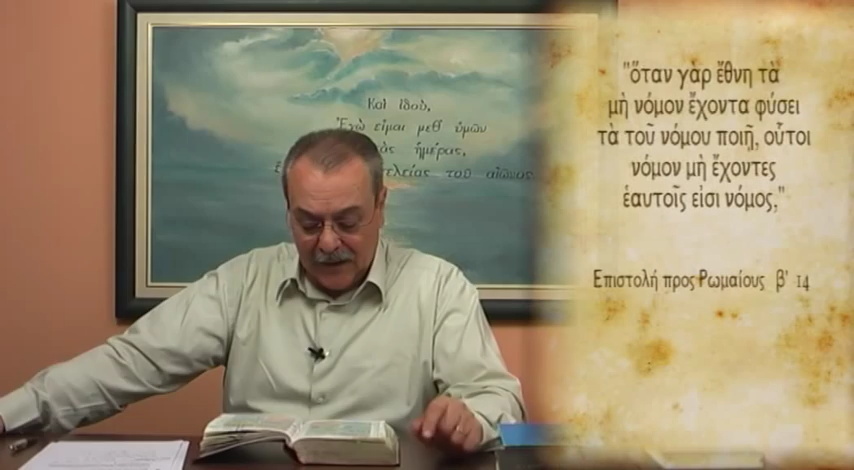 Καὶ ἰδού,
Ἐγὼ εἶμαι μεθ' ὑμῶν
ἡμέρας,
τελείας τοῦ αἰῶνος
"ὅταν γὰρ ἔθνη τὰ
μὴ νόμον ἔχοντα φύσει
τὰ τοῦ νόμου ποιῇ, οὗτοι
νόμον μὴ ἔχοντες
ἑαυτοῖς εἰσι νόμος,"
Επιστολή προς Ρωμαίους β' 14